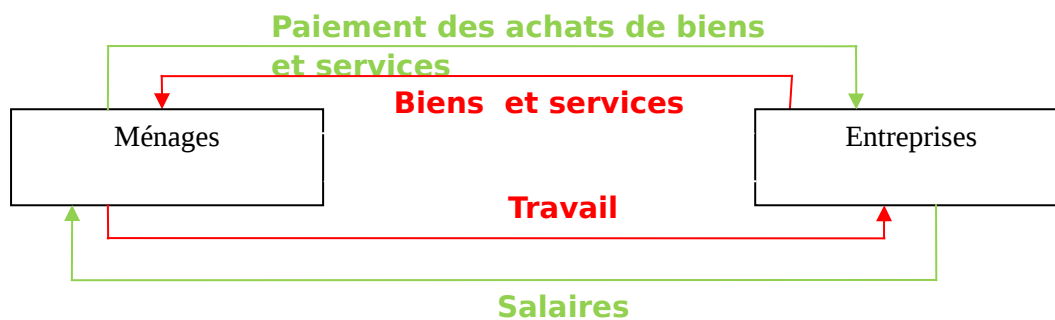 Paiement des achats de biens
et services
Biens et services
Ménages
Entreprises
Travail
Salaires